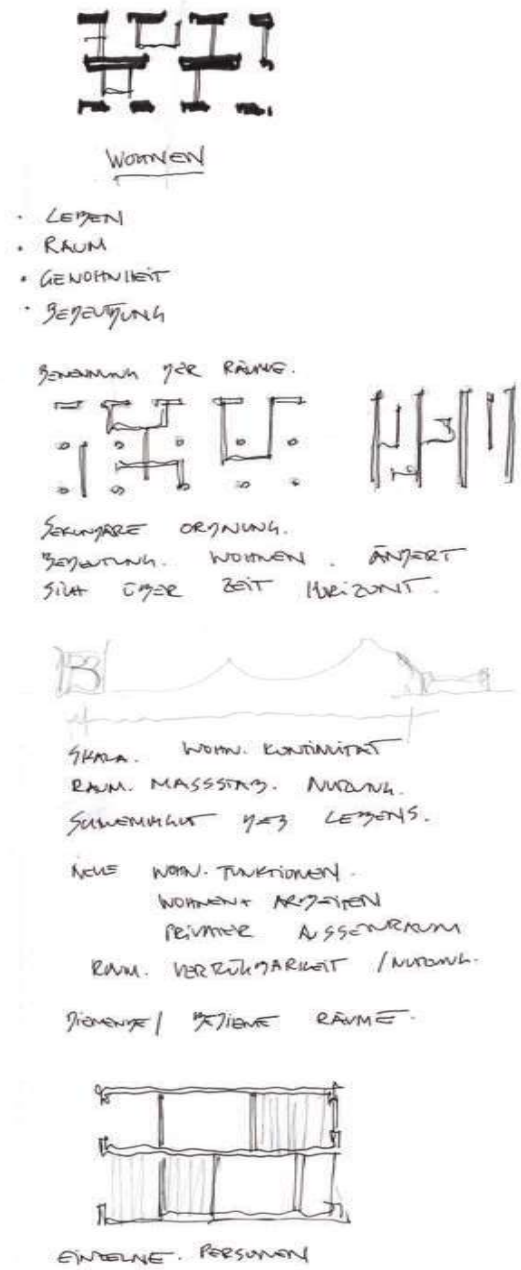 WOHNEN
· LEBEN
· RAUM
· GEWOHNHEIT
· BEDEUTUNG
BENENNUNG DER RÄUME.
SEKUNDÄRE ORDNUNG.
BEDEUTUNG. WOHNEN. ÄNDERT
SICH ÜBER ZEIT HORIZONT.
B
SKALA. WOHN. KONTINUITÄT
RAUM. MASSSTAB. NUTZUNG.
DES LEBENS.
NEUE WOHN. FUNKTIONEN.
WOHNEN + ARBEITEN
PRIVATER AUSSENRAUM
RAUM. VERFÜGBARKEIT / NUTZUNG.
DIENENDE / BEDIENTE RÄUME.
EINZELNE. PERSONEN